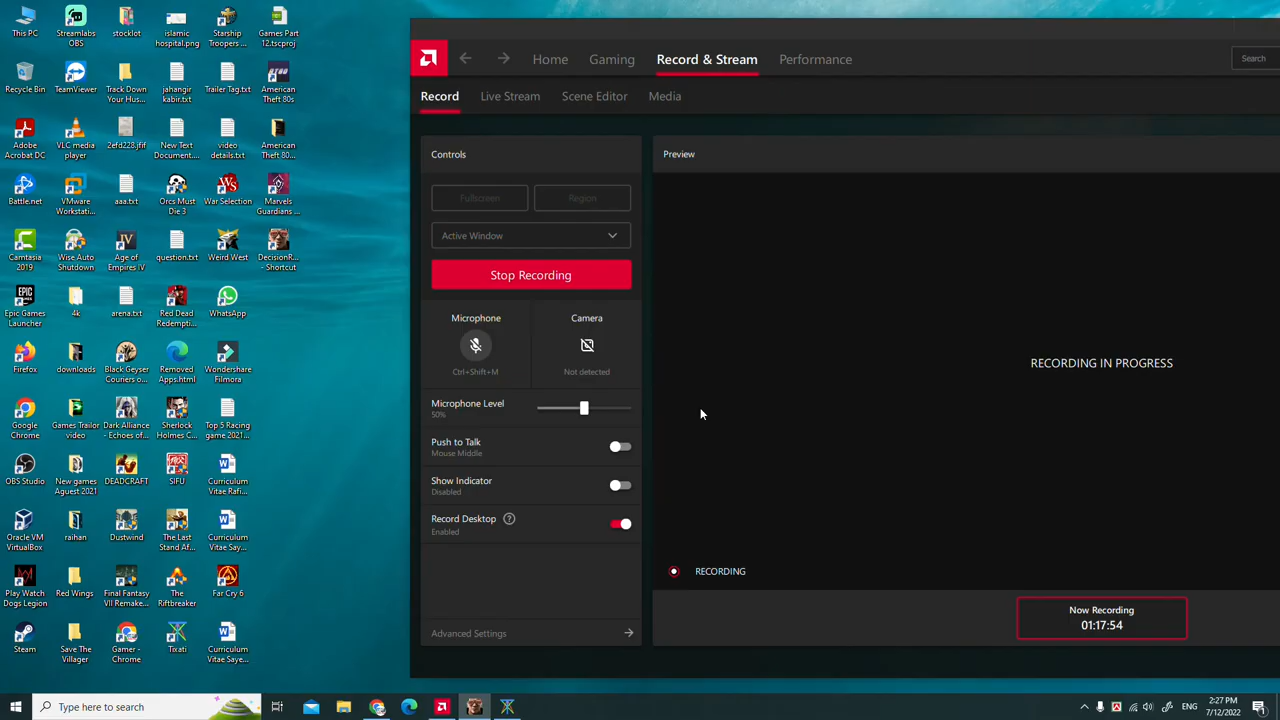 This PC
Streamlabs
OBS
stocklot
islamic
hospital.png
Starship
Troopers ...
Games Part
12.tscproj
Recycle Bin
TeamViewer
Track Down
Your Hus...
jahangir
kabir.txt
Trailer Tag.txt
American
Theft 80s
Adobe
Acrobat DC
VLC media
player
2efd228.jfif
New Text
Document....
video
details.txt
American
Theft 80...
Battle.net
VMware
Workstati...
aaa.txt
Orcs Must
Die 3
War Selection
Marvels
Guardians ...
Camtasia
2019
Wise Auto
Shutdown
Age of
Empires IV
question.txt
Weird West
DecisionR...
- Shortcut
Epic Games
Launcher
4k
arena.txt
Red Dead
Redempti...
WhatsApp
Firefox
downloads
Black Geyser
Couriers o...
Removed
Apps.html
Wondershare
Filmora
Google
Chrome
Games Trailor
video
Dark Alliance
- Echoes of...
Sherlock
Holmes C...
Top 5 Racing
game 2021...
OBS Studio
New games
Aguest 2021
DEADCRAFT
SIFU
Curriculum
Vitae Rafi...
Oracle VM
VirtualBox
raihan
Dustwind
The Last
Stand Af...
Curriculum
Vitae Say...
Play Watch
Dogs Legion
Red Wings
Final Fantasy
VII Remake...
The
Riftbreaker
Far Cry 6
Steam
Save The
Villager
Gamer -
Chrome
Tixati
Curriculum
Vitae Saye...
Home
Gaming
Record & Stream
Performance
Search
Record
Live Stream
Scene Editor
Media
Controls
Fullscreen
Region
Active Window
Stop Recording
Microphone
Camera
Ctrl+Shift+M
Not detected
Microphone Level
50%
Push to Talk
Mouse Middle
Show Indicator
Disabled
Record Desktop
Enabled
Advanced Settings
Preview
RECORDING IN PROGRESS
RECORDING
Now Recording
01:17:54
Type here to search
ENG
2:27 PM
7/12/2022